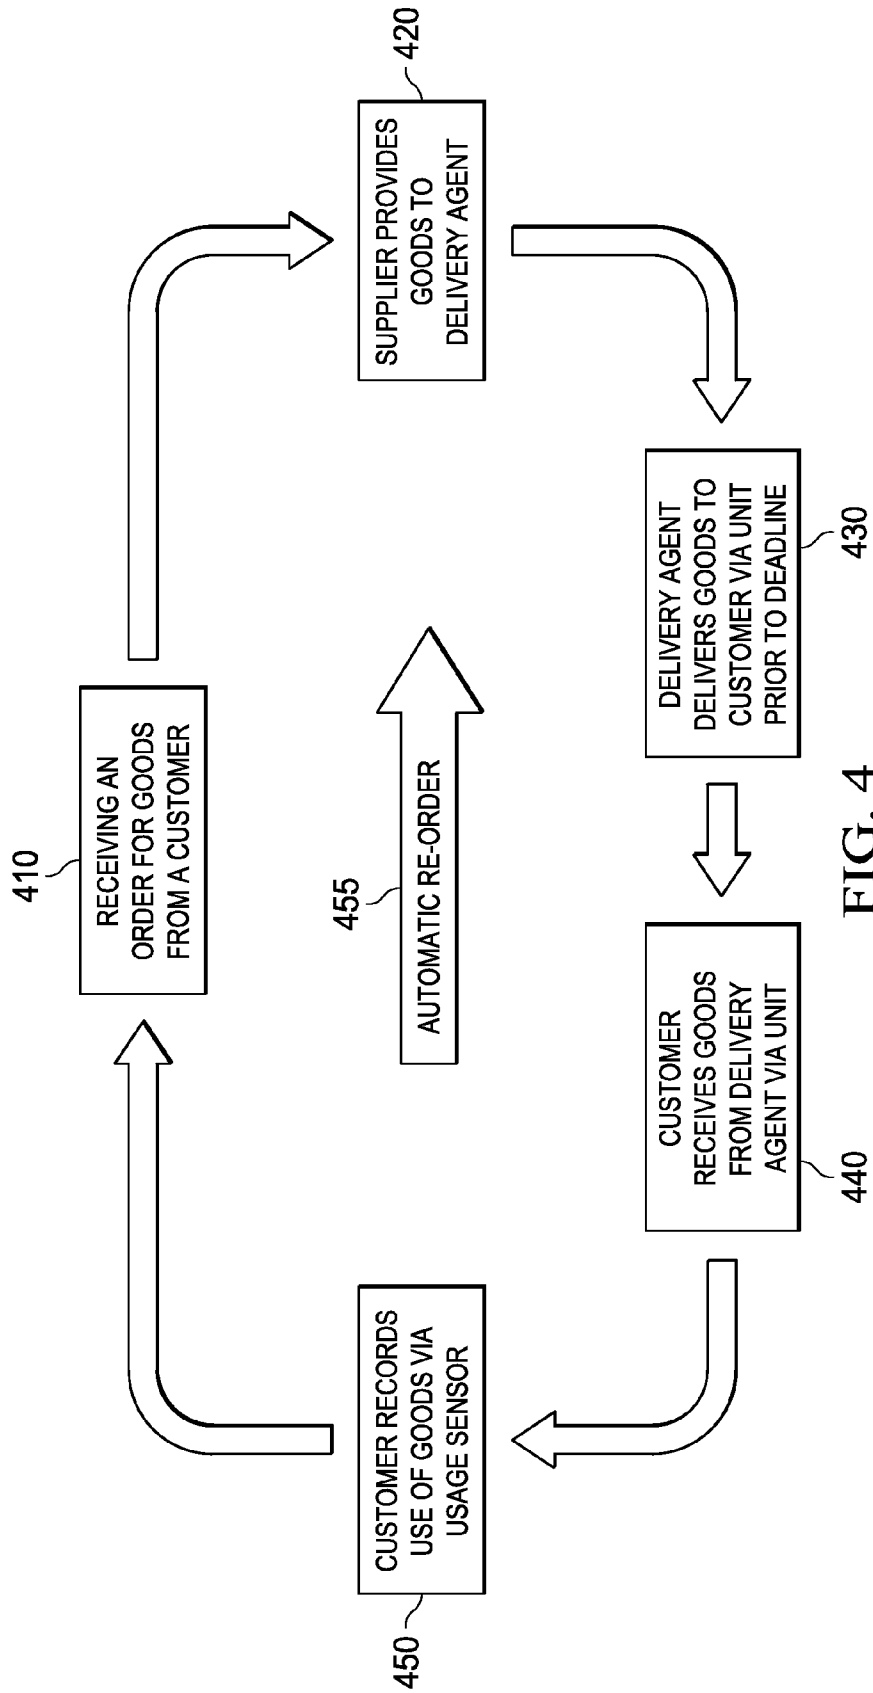 410
RECEIVING AN
ORDER FOR GOODS
FROM A CUSTOMER
420
SUPPLIER PROVIDES
GOODS TO
DELIVERY AGENT
430
DELIVERY AGENT
DELIVERS GOODS TO
CUSTOMER VIA UNIT
PRIOR TO DEADLINE
440
CUSTOMER
RECEIVES GOODS
FROM DELIVERY
AGENT VIA UNIT
450
CUSTOMER RECORDS
USE OF GOODS VIA
USAGE SENSOR
455
AUTOMATIC RE-ORDER
FIG. 4